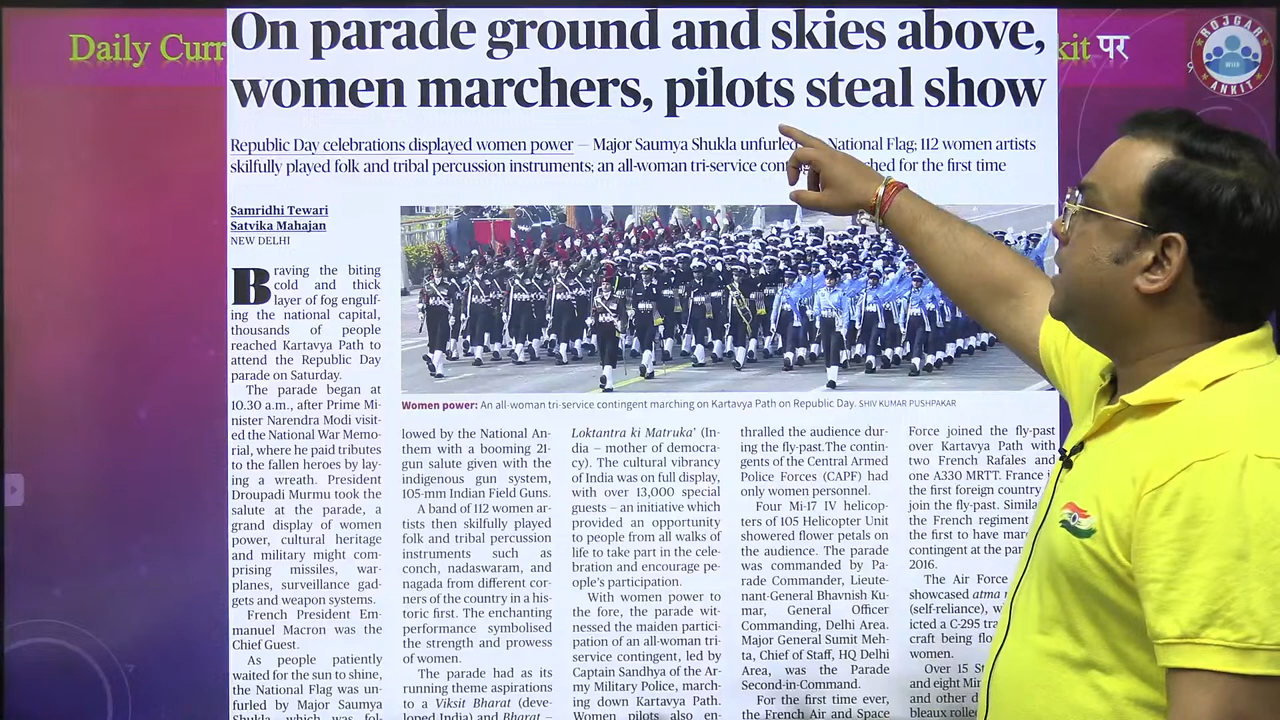 Daily Curr
kit पर
ROJGAR
WITH
ANKIT
On parade ground and skies above,
women marchers, pilots steal show
Republic Day celebrations displayed women power — Major Saumya Shukla unfurled National Flag; 112 women artists
skilfully played folk and tribal percussion instruments; an all-woman tri-service for the first time
Samridhi Tewari
Satvika Mahajan
NEW DELHI
Braving the biting
cold and thick
layer of fog engulf-
ing the national capital,
thousands of people
reached Kartavya Path to
attend the Republic Day
parade on Saturday.
The parade began at
10.30 a.m., after Prime Mi-
nister Narendra Modi visit-
ed the National War Memo-
rial, where he paid tributes
to the fallen heroes by lay-
ing a wreath. President
Droupadi Murmu took the
salute at the parade, a
grand display of women
power, cultural heritage
and military might com-
prising missiles, war-
planes, surveillance gad-
gets and weapon systems.
French President Em-
manuel Macron was the
Chief Guest.
As people patiently
waited for the sun to shine,
the National Flag was un-
furled by Major Saumya
Shukla, which was fol-
Women power: An all-woman tri-service contingent marching on Kartavya Path on Republic Day. SHIV KUMAR PUSHPAKAR
lowed by the National An-
them with a booming 21-
gun salute given with the
indigenous gun system,
105-mm Indian Field Guns.
A band of 112 women ar-
tists then skilfully played
folk and tribal percussion
instruments such as
conch, nadaswaram, and
nagada from different cor-
ners of the country in a his-
toric first. The enchanting
performance symbolised
the strength and prowess
of women.
The parade had as its
running theme aspirations
to a Viksit Bharat (deve-
loped India) and Bharat –
Loktantra ki Matruka' (In-
dia – mother of democra-
cy). The cultural vibrancy
of India was on full display,
with over 13,000 special
guests – an initiative which
provided an opportunity
to people from all walks of
life to take part in the cele-
bration and encourage pe-
ople's participation.
With women power to
the fore, the parade wit-
nessed the maiden partici-
pation of an all-woman tri-
service contingent, led by
Captain Sandhya of the Ar-
my Military Police, march-
ing down Kartavya Path.
Women pilots also en-
thralled the audience dur-
ing the fly-past.The contin-
gents of the Central Armed
Police Forces (CAPF) had
only women personnel.
Four Mi-17 IV helicop-
ters of 105 Helicopter Unit
showered flower petals on
the audience. The parade
was commanded by Pa-
rade Commander, Lieute-
nant-General Bhavnish Ku-
mar, General Officer
Commanding, Delhi Area.
Major General Sumit Meh-
ta, Chief of Staff, HQ Delhi
Area, was the Parade
Second-in-Command.
For the first time ever,
the French Air and Space
Force joined the fly-past
over Kartavya Path with
two French Rafales and
one A330 MRTT. France i
the first foreign country
join the fly-past. Simila
the French regiment
the first to have mar
contingent at the par
2016.
The Air Force
showcased atma n
(self-reliance), w
icted a C-295 tra
craft being flo
women.
Over 15 St
and eight Min
and other d
bleaux rolle